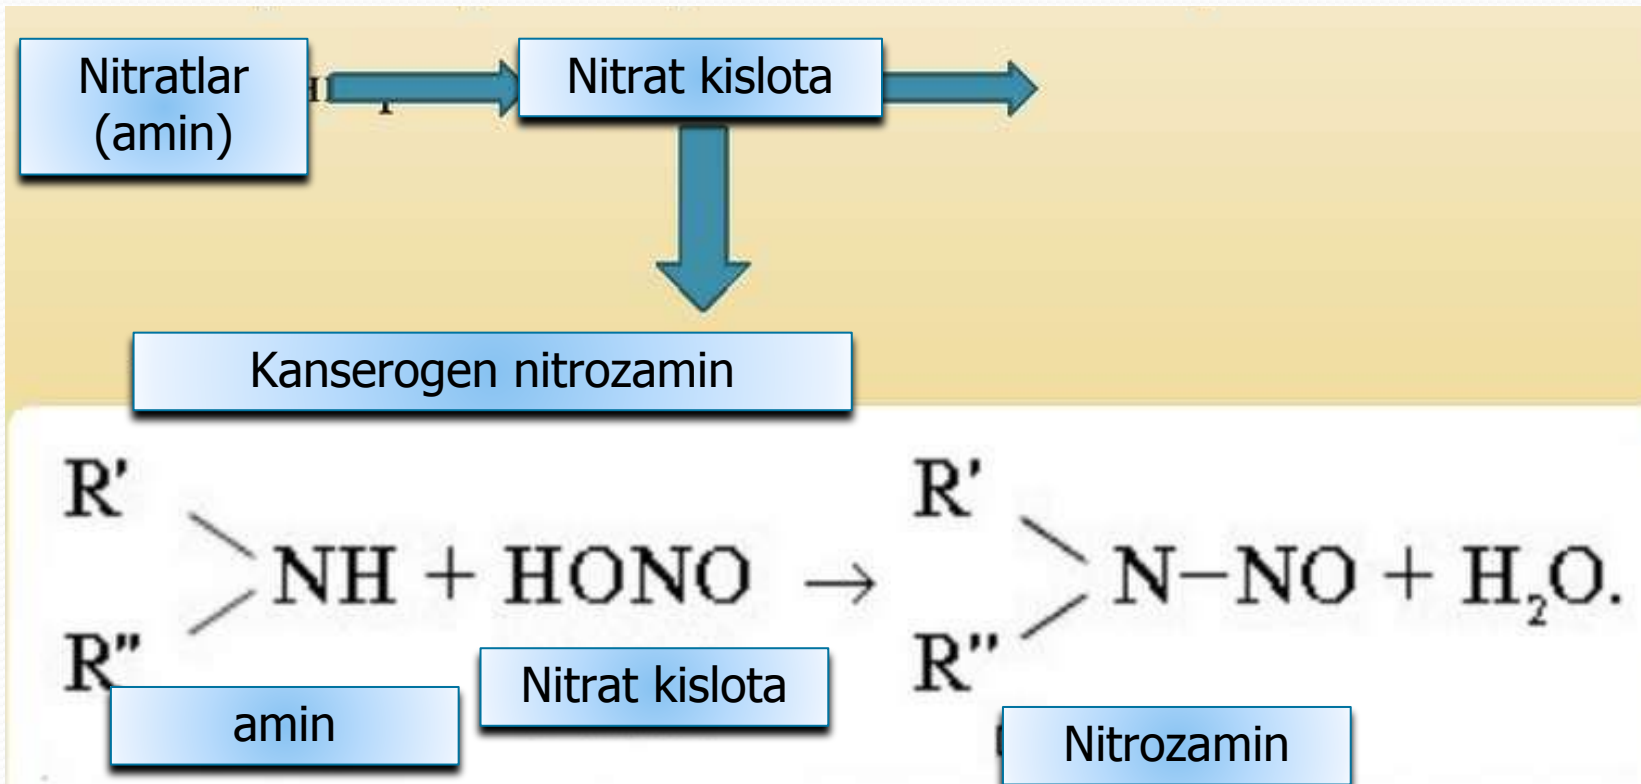 Nitratlar
(amin)
Nitrat kislota
Kanserogen nitrozamin
R' R'
NH + HONO → N–NO + H₂O.
R" R"
Nitrat kislota
amin
Nitrozamin